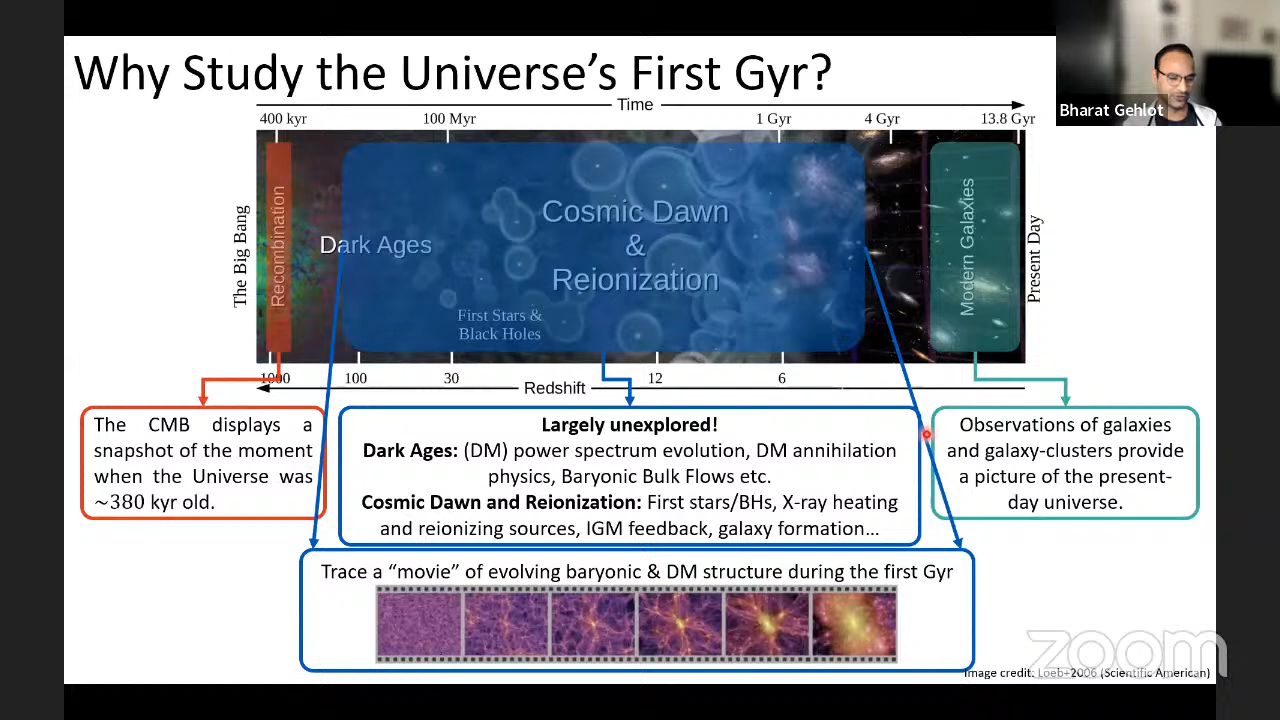 Why Study the Universe's First Gyr?
Bharat Gehlot
Time
400 kyr
100 Myr
1 Gyr
4 Gyr
13.8 Gyr
The Big Bang
Recombination
Dark Ages
Cosmic Dawn
&
Reionization
First Stars &
Black Holes
Modern Galaxies
Present Day
1000
100
30
12
6
Redshift
The CMB displays a
snapshot of the moment
when the Universe was
~380 kyr old.
Largely unexplored!
Dark Ages: (DM) power spectrum evolution, DM annihilation
physics, Baryonic Bulk Flows etc.
Cosmic Dawn and Reionization: First stars/BHs, X-ray heating
and reionizing sources, IGM feedback, galaxy formation…
Observations of galaxies
and galaxy-clusters provide
a picture of the present-
day universe.
Trace a “movie” of evolving baryonic & DM structure during the first Gyr
zoom
Image credit: Loeb+2006 (Scientific American)